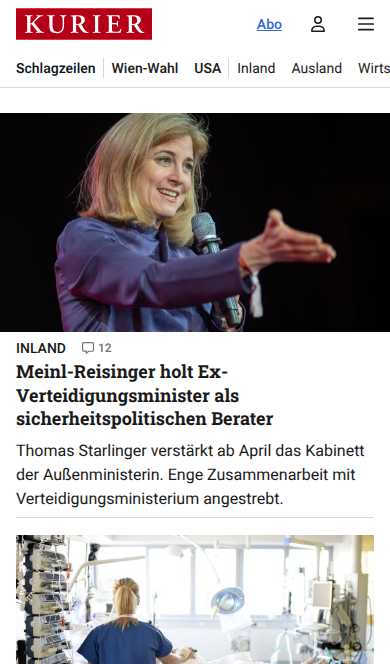 KURIER
Abo
Schlagzeilen Wien-Wahl USA Inland Ausland Wirts
INLAND 12
Meinl-Reisinger holt Ex-
Verteidigungsminister als
sicherheitspolitischen Berater
Thomas Starlinger verstärkt ab April das Kabinett
der Außenministerin. Enge Zusammenarbeit mit
Verteidigungsministerium angestrebt.